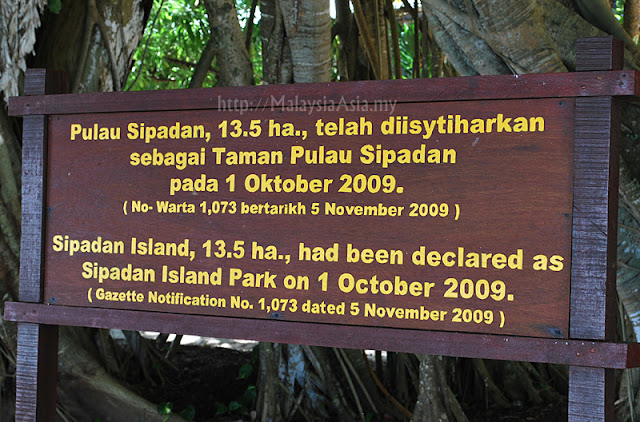 http://MalaysiaAsia.my
Pulau Sipadan, 13.5 ha., telah diisytiharkan
sebagai Taman Pulau Sipadan
pada 1 Oktober 2009.
( No- Warta 1,073 bertarikh 5 November 2009 )
Sipadan Island, 13.5 ha., had been declared as
Sipadan Island Park on 1 October 2009.
( Gazette Notification No. 1,073 dated 5 November 2009 )